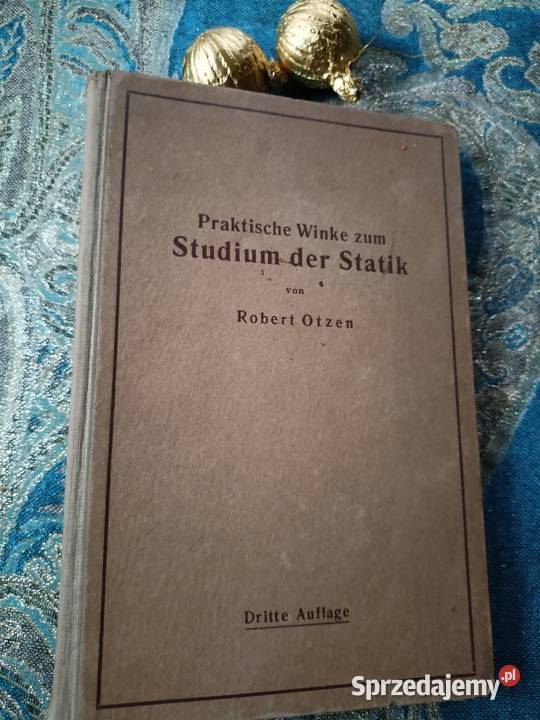 Praktische Winke zum
Studium der Statik
von
Robert Otzen
Dritte Auflage
Sprzedajemy.pl